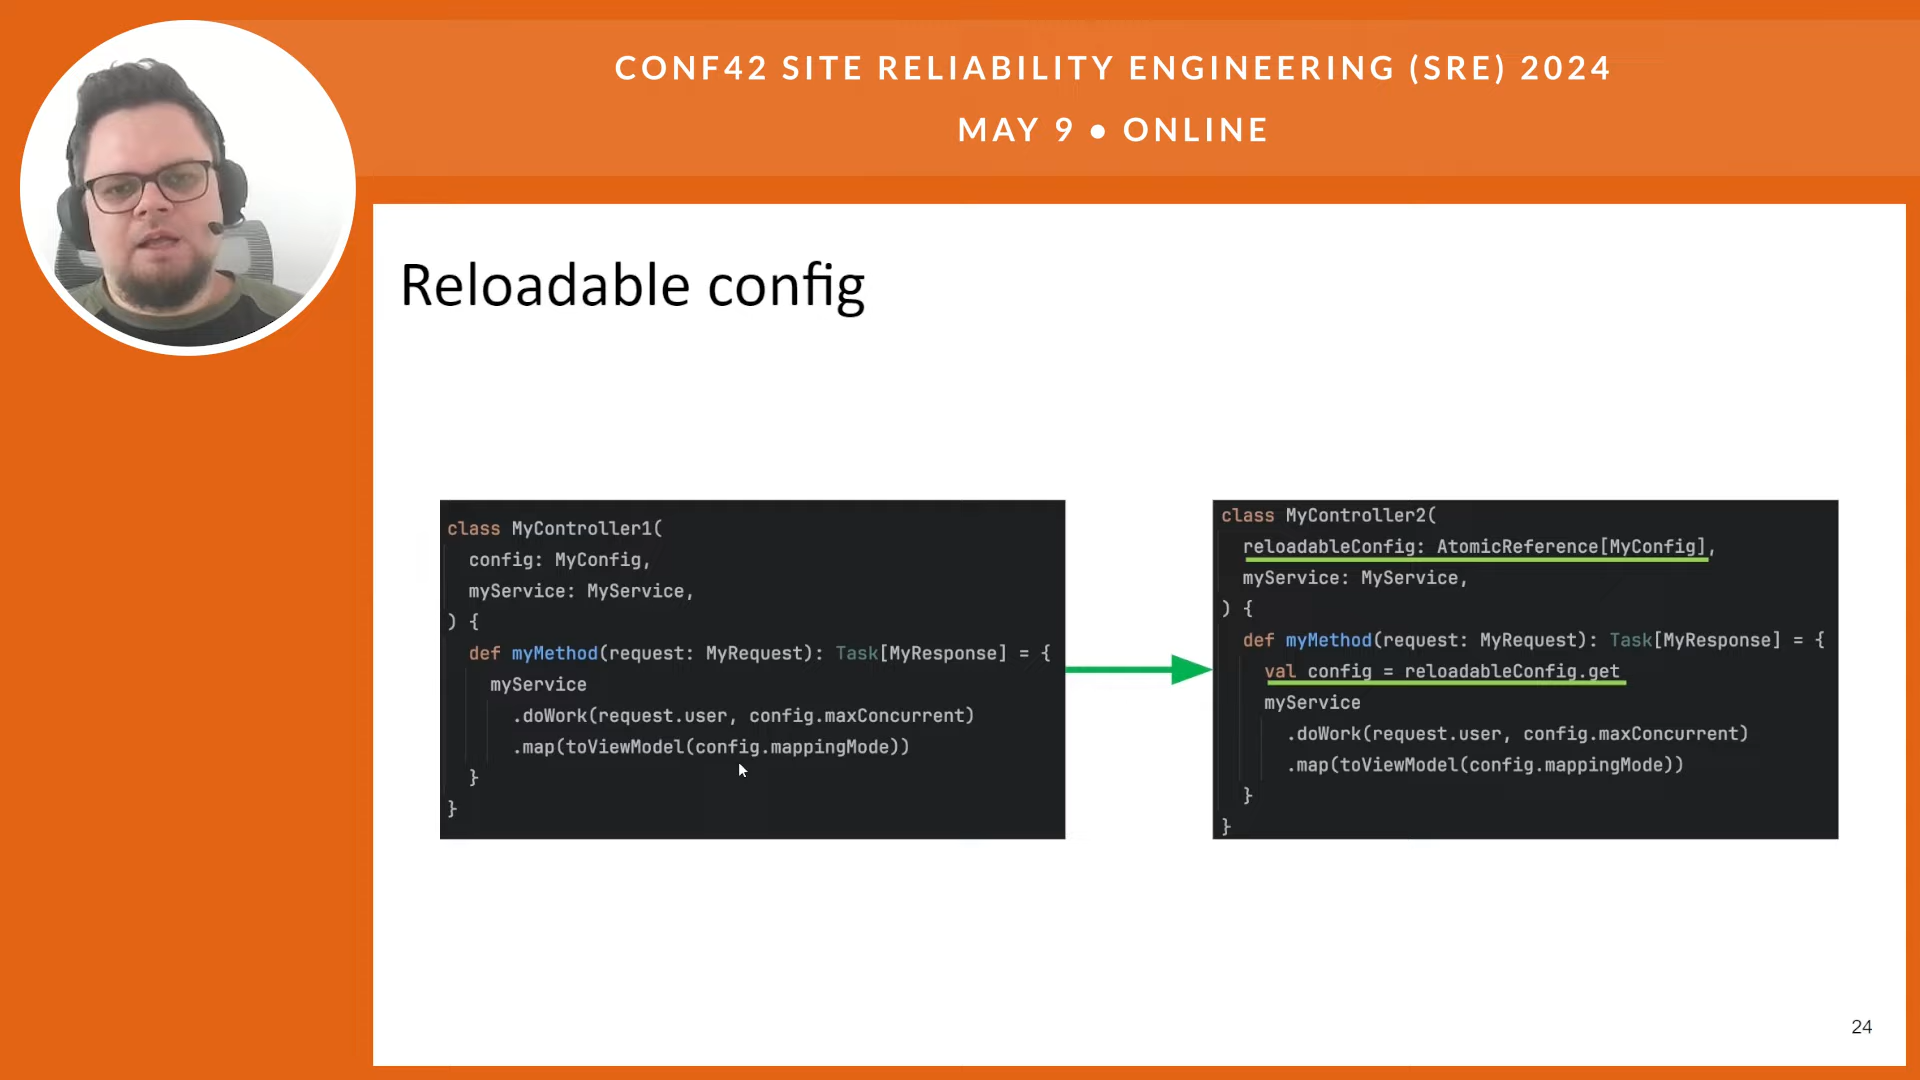 CONF42 SITE RELIABILITY ENGINEERING (SRE) 2024
MAY 9 • ONLINE
Reloadable config
class MyController1(
config: MyConfig,
myService: MyService,
) {
def myMethod(request: MyRequest): Task[MyResponse] = {
myService
.doWork(request.user, config.maxConcurrent)
.map(toViewModel(config.mappingMode))
}
}
class MyController2(
reloadableConfig: AtomicReference[MyConfig],
myService: MyService,
) {
def myMethod(request: MyRequest): Task[MyResponse] = {
val config = reloadableConfig.get
myService
.doWork(request.user, config.maxConcurrent)
.map(toViewModel(config.mappingMode))
}
}
24